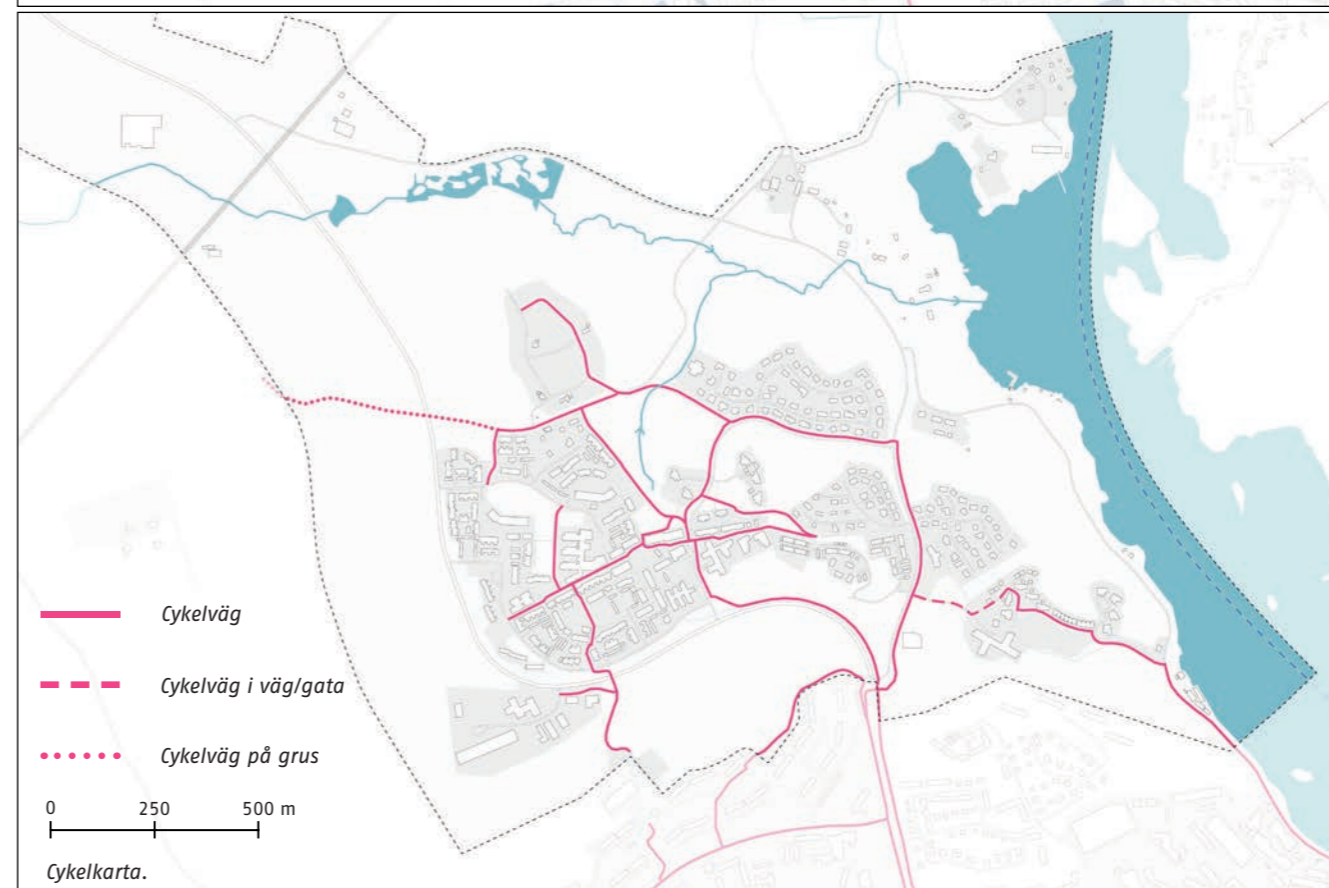 Cykelväg
Cykelväg i väg/gata
Cykelväg på grus
0 250 500 m
Cykelkarta.